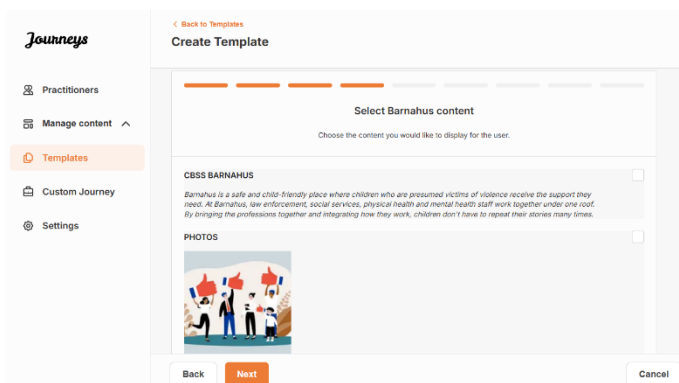 Journeys
< Back to Templates
Create Template
Practitioners
Manage content
Templates
Custom Journey
Settings
Select Barnahus content
Choose the content you would like to display for the user.
CBSS BARNAHUS
Barnahus is a safe and child-friendly place where children who are presumed victims of violence receive the support they
need. At Barnahus, law enforcement, social services, physical health and mental health staff work together under one roof.
By bringing the professions together and integrating how they work, children don't have to repeat their stories many times.
PHOTOS
Back
Next
Cancel